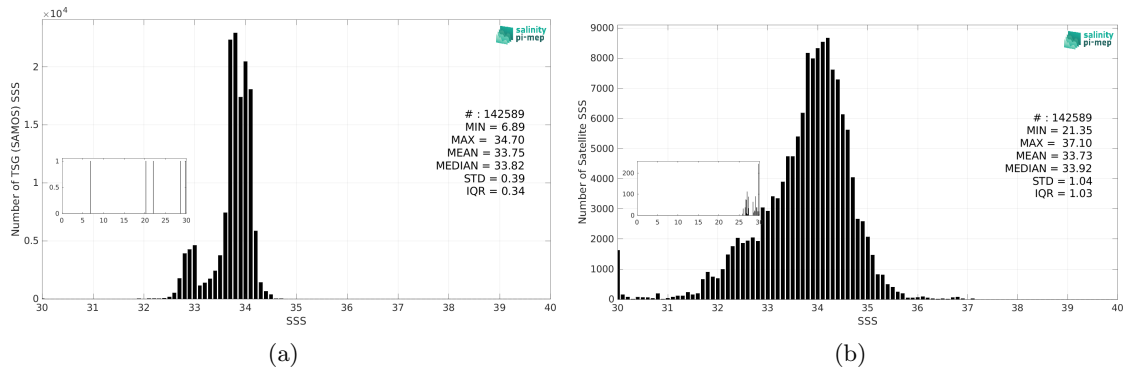 ×10⁴
salinity
pi-mep
2
1.5
1
0.5
0
Number of TSG (SAMOS) SSS
# : 142589
MIN = 6.89
MAX = 34.70
MEAN = 33.75
MEDIAN = 33.82
STD = 0.39
IQR = 0.34
1
0.5
0
0 5 10 15 20 25 30
30 31 32 33 34 35 36 37 38 39 40
SSS
(a)
salinity
pi-mep
9000
8000
7000
6000
5000
4000
3000
2000
1000
0
Number of Satellite SSS
# : 142589
MIN = 21.35
MAX = 37.10
MEAN = 33.73
MEDIAN = 33.92
STD = 1.04
IQR = 1.03
200
100
0
0 5 10 15 20 25 30
30 31 32 33 34 35 36 37 38 39 40
SSS
(b)